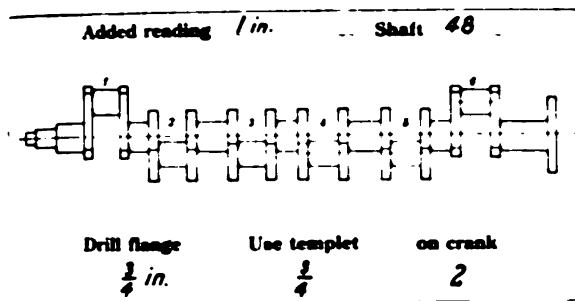 Added reading 1 in. Shaft 48
1 2 3 4 5 6
Drill flange Use templet on crank
3/4 in. 3/4 2